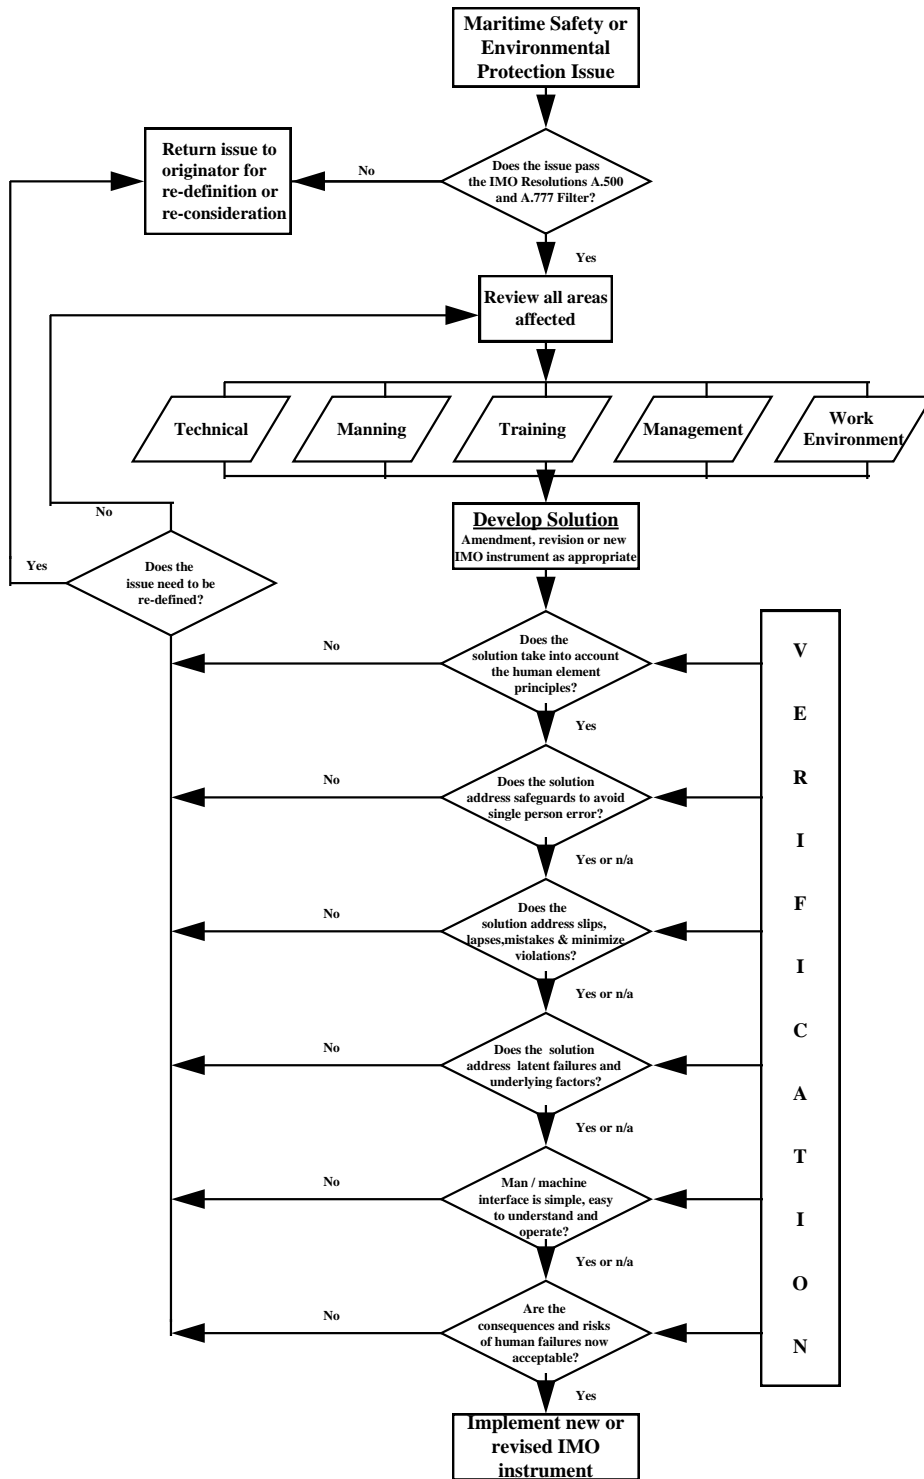 Maritime Safety or
Environmental
Protection Issue
Return issue to
originator for
re-definition or
re-consideration
No
Does the issue pass
the IMO Resolutions A.500
and A.777 Filter?
Yes
Review all areas
affected
Technical
Manning
Training
Management
Work
Environment
Develop Solution
Amendment, revision or new
IMO instrument as appropriate
No
Yes
Does the
issue need to be
re-defined?
No
Does the
solution take into account
the human element
principles?
Yes
No
Does the solution
address safeguards to avoid
single person error?
Yes or n/a
No
Does the
solution address slips,
lapses,mistakes & minimize
violations?
Yes or n/a
No
Does the solution
address latent failures and
underlying factors?
Yes or n/a
No
Man / machine
interface is simple, easy
to understand and
operate?
Yes or n/a
No
Are the
consequences and risks
of human failures now
acceptable?
Yes
Implement new or
revised IMO
instrument
V
E
R
I
F
I
C
A
T
I
O
N